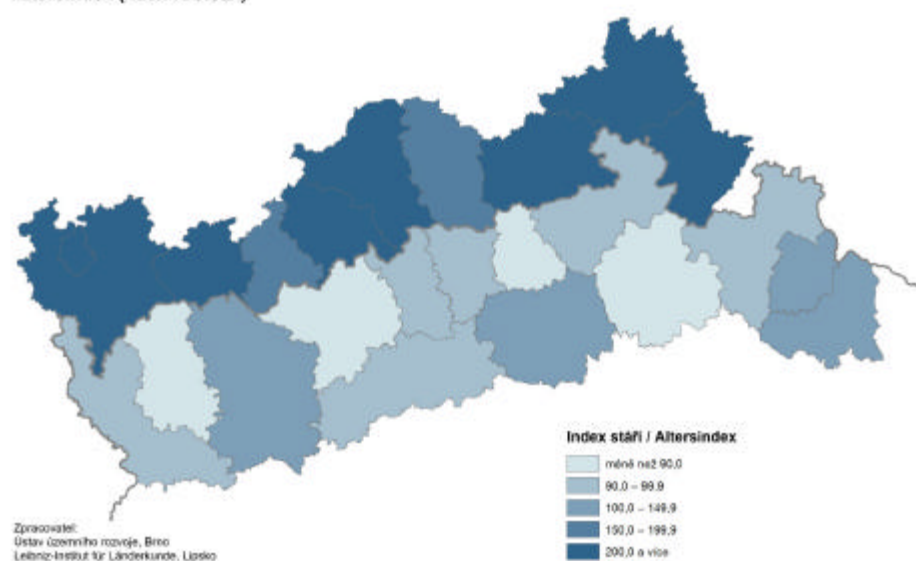 Index stáří / Altersindex
méně než 90,0
90,0 – 99,9
100,0 – 149,9
150,0 – 199,9
200,0 a více
Zpracovatel:
Ústav územního rozvoje, Brno
Leibniz-Institut für Länderkunde, Lipsko